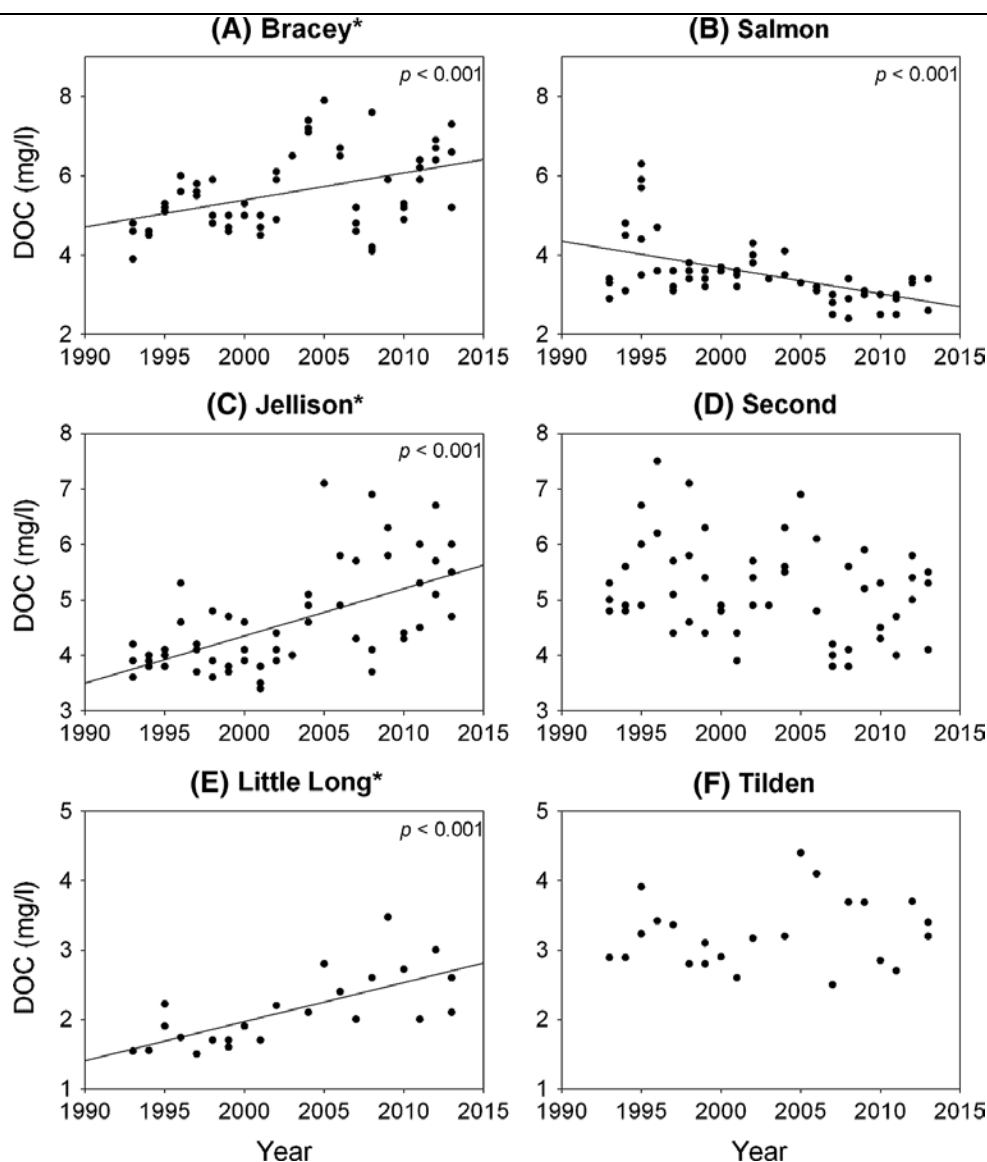 (A) Bracey* (B) Salmon
p < 0.001 p < 0.001
8 8
6 6
DOC (mg/l)
4 4
2 2
1990 1995 2000 2005 2010 2015 1990 1995 2000 2005 2010 2015
(C) Jellison* (D) Second
8 8
p < 0.001
7 7
6 6
DOC (mg/l)
5 5
4 4
3 3
1990 1995 2000 2005 2010 2015 1990 1995 2000 2005 2010 2015
(E) Little Long* (F) Tilden
5 5
p < 0.001
4 4
DOC (mg/l)
3 3
2 2
1 1
1990 1995 2000 2005 2010 2015 1990 1995 2000 2005 2010 2015
Year Year